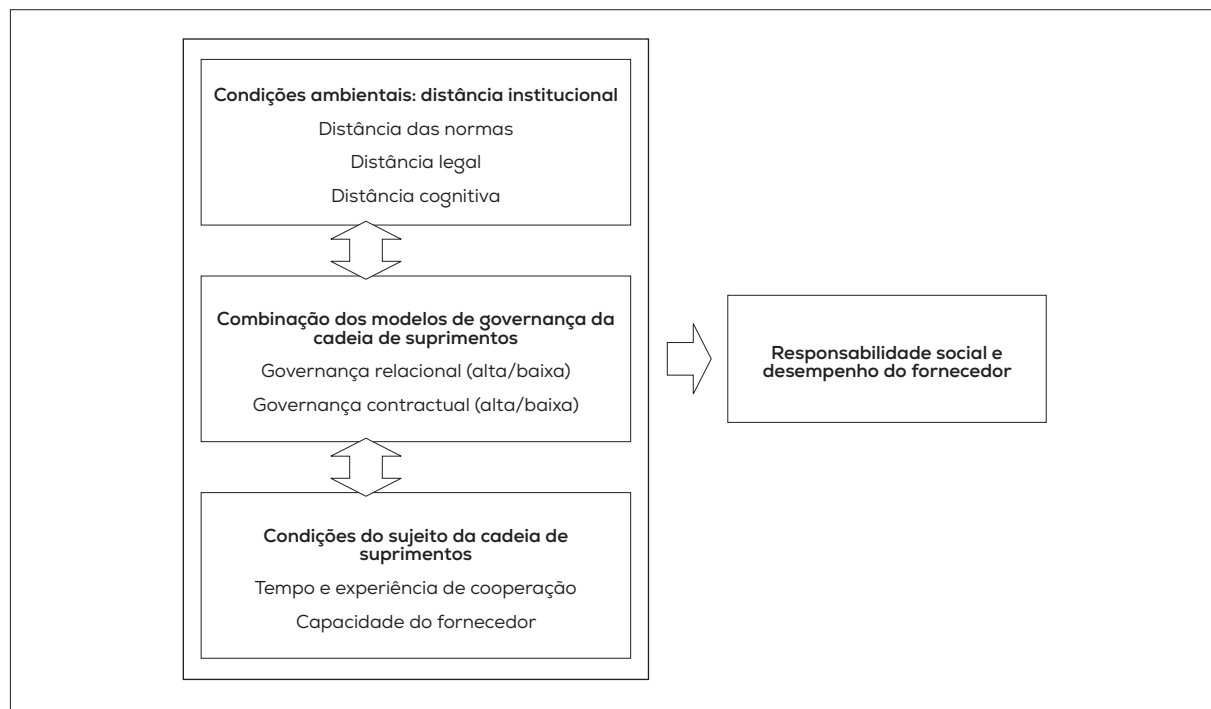 Condições ambientais: distância institucional
Distância das normas
Distância legal
Distância cognitiva
Combinação dos modelos de governança da
cadeia de suprimentos
Governança relacional (alta/baixa)
Governança contractual (alta/baixa)
Condições do sujeito da cadeia de
suprimentos
Tempo e experiência de cooperação
Capacidade do fornecedor
Responsabilidade social e
desempenho do fornecedor